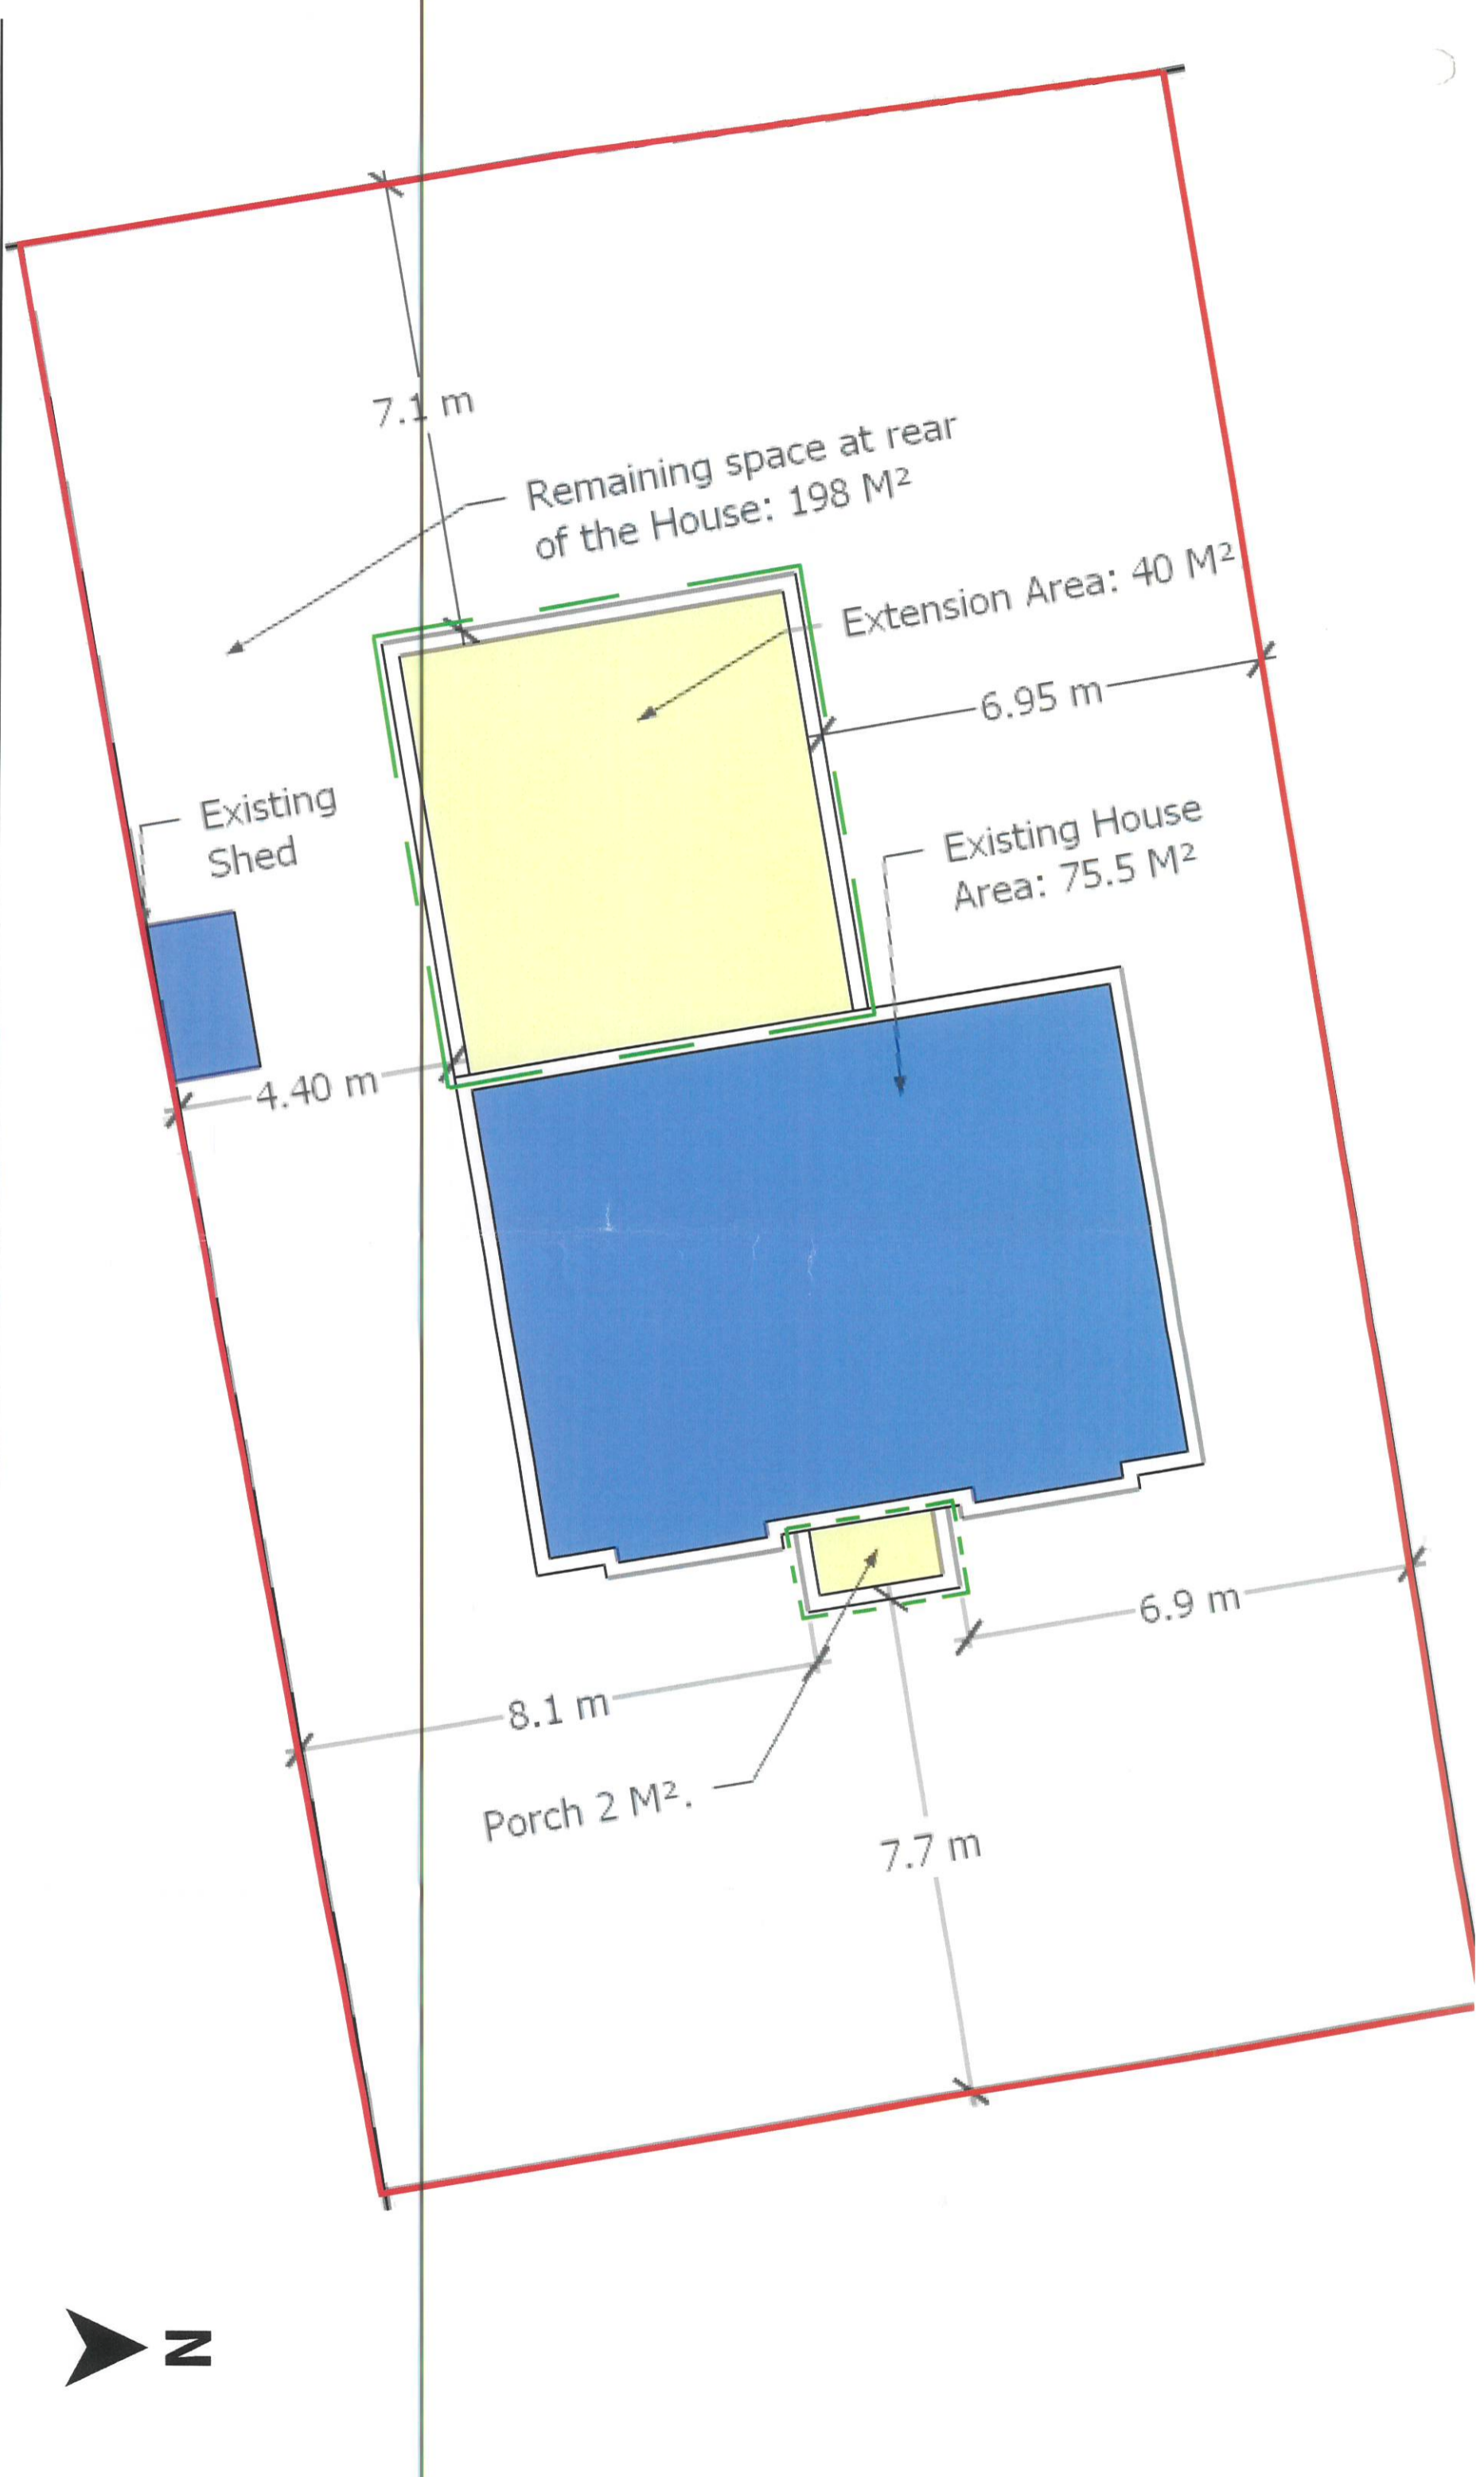 7.1 m
Remaining space at rear
of the House: 198 M²
Extension Area: 40 M²
6.95 m
Existing
Shed
Existing House
Area: 75.5 M²
4.40 m
6.9 m
8.1 m
Porch 2 M².
7.7 m
N